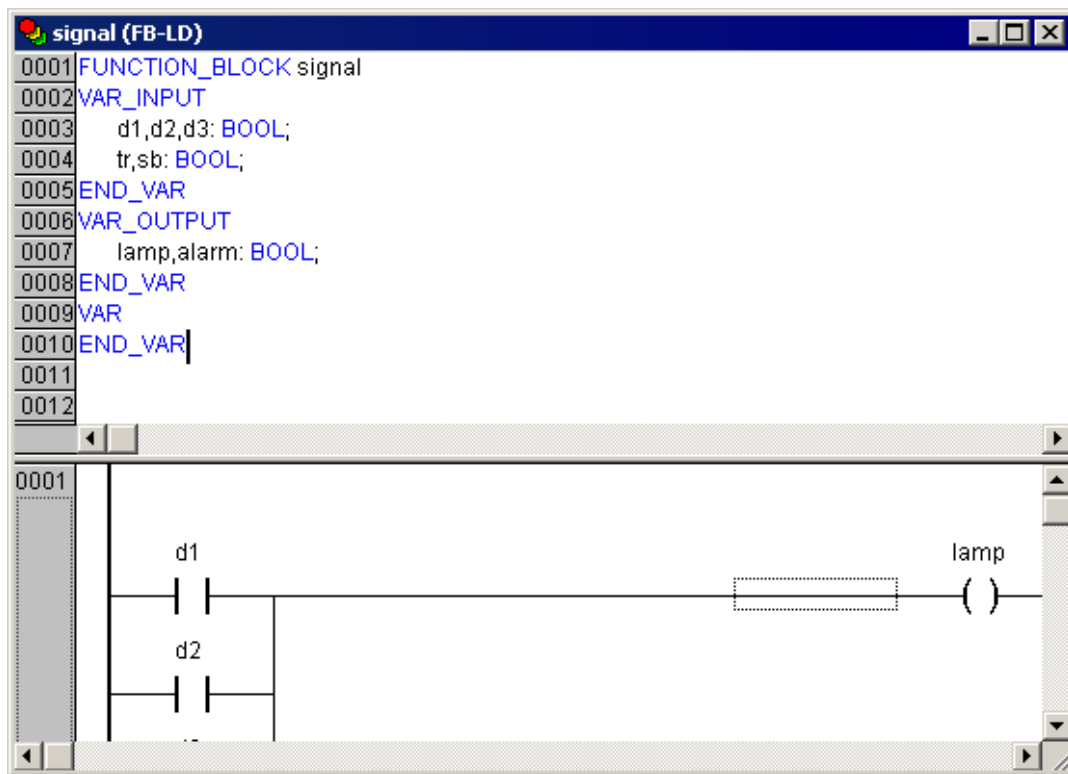 signal (FB-LD)
0001 FUNCTION_BLOCK signal
0002 VAR_INPUT
0003 d1,d2,d3: BOOL;
0004 tr,sb: BOOL;
0005 END_VAR
0006 VAR_OUTPUT
0007 lamp,alarm: BOOL;
0008 END_VAR
0009 VAR
0010 END_VAR
0011
0012
0001
d1 lamp
( )
d2